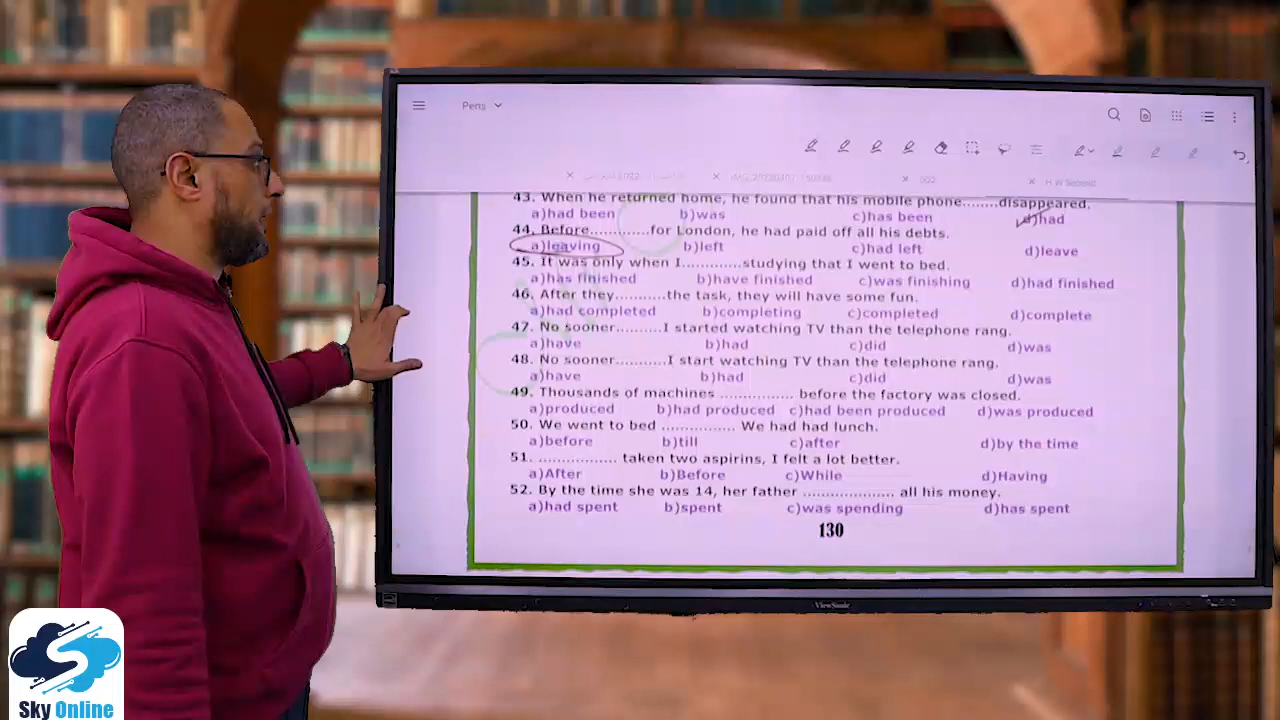 Pens
H W Second
43. When he returned home, he found that his mobile phone........disappeared.
a)had been b)was c)has been d)had
44. Before............for London, he had paid off all his debts.
a)leaving b)left c)had left d)leave
45. It was only when I............studying that I went to bed.
a)has finished b)have finished c)was finishing d)had finished
46. After they..........the task, they will have some fun.
a)had completed b)completing c)completed d)complete
47. No sooner.........I started watching TV than the telephone rang.
a)have b)had c)did d)was
48. No sooner..........I start watching TV than the telephone rang.
a)have b)had c)did d)was
49. Thousands of machines ............... before the factory was closed.
a)produced b)had produced c)had been produced d)was produced
50. We went to bed ............... We had had lunch.
a)before b)till c)after d)by the time
51. ................ taken two aspirins, I felt a lot better.
a)After b)Before c)While d)Having
52. By the time she was 14, her father .................... all his money.
a)had spent b)spent c)was spending d)has spent
130
ViewSonic
Sky Online